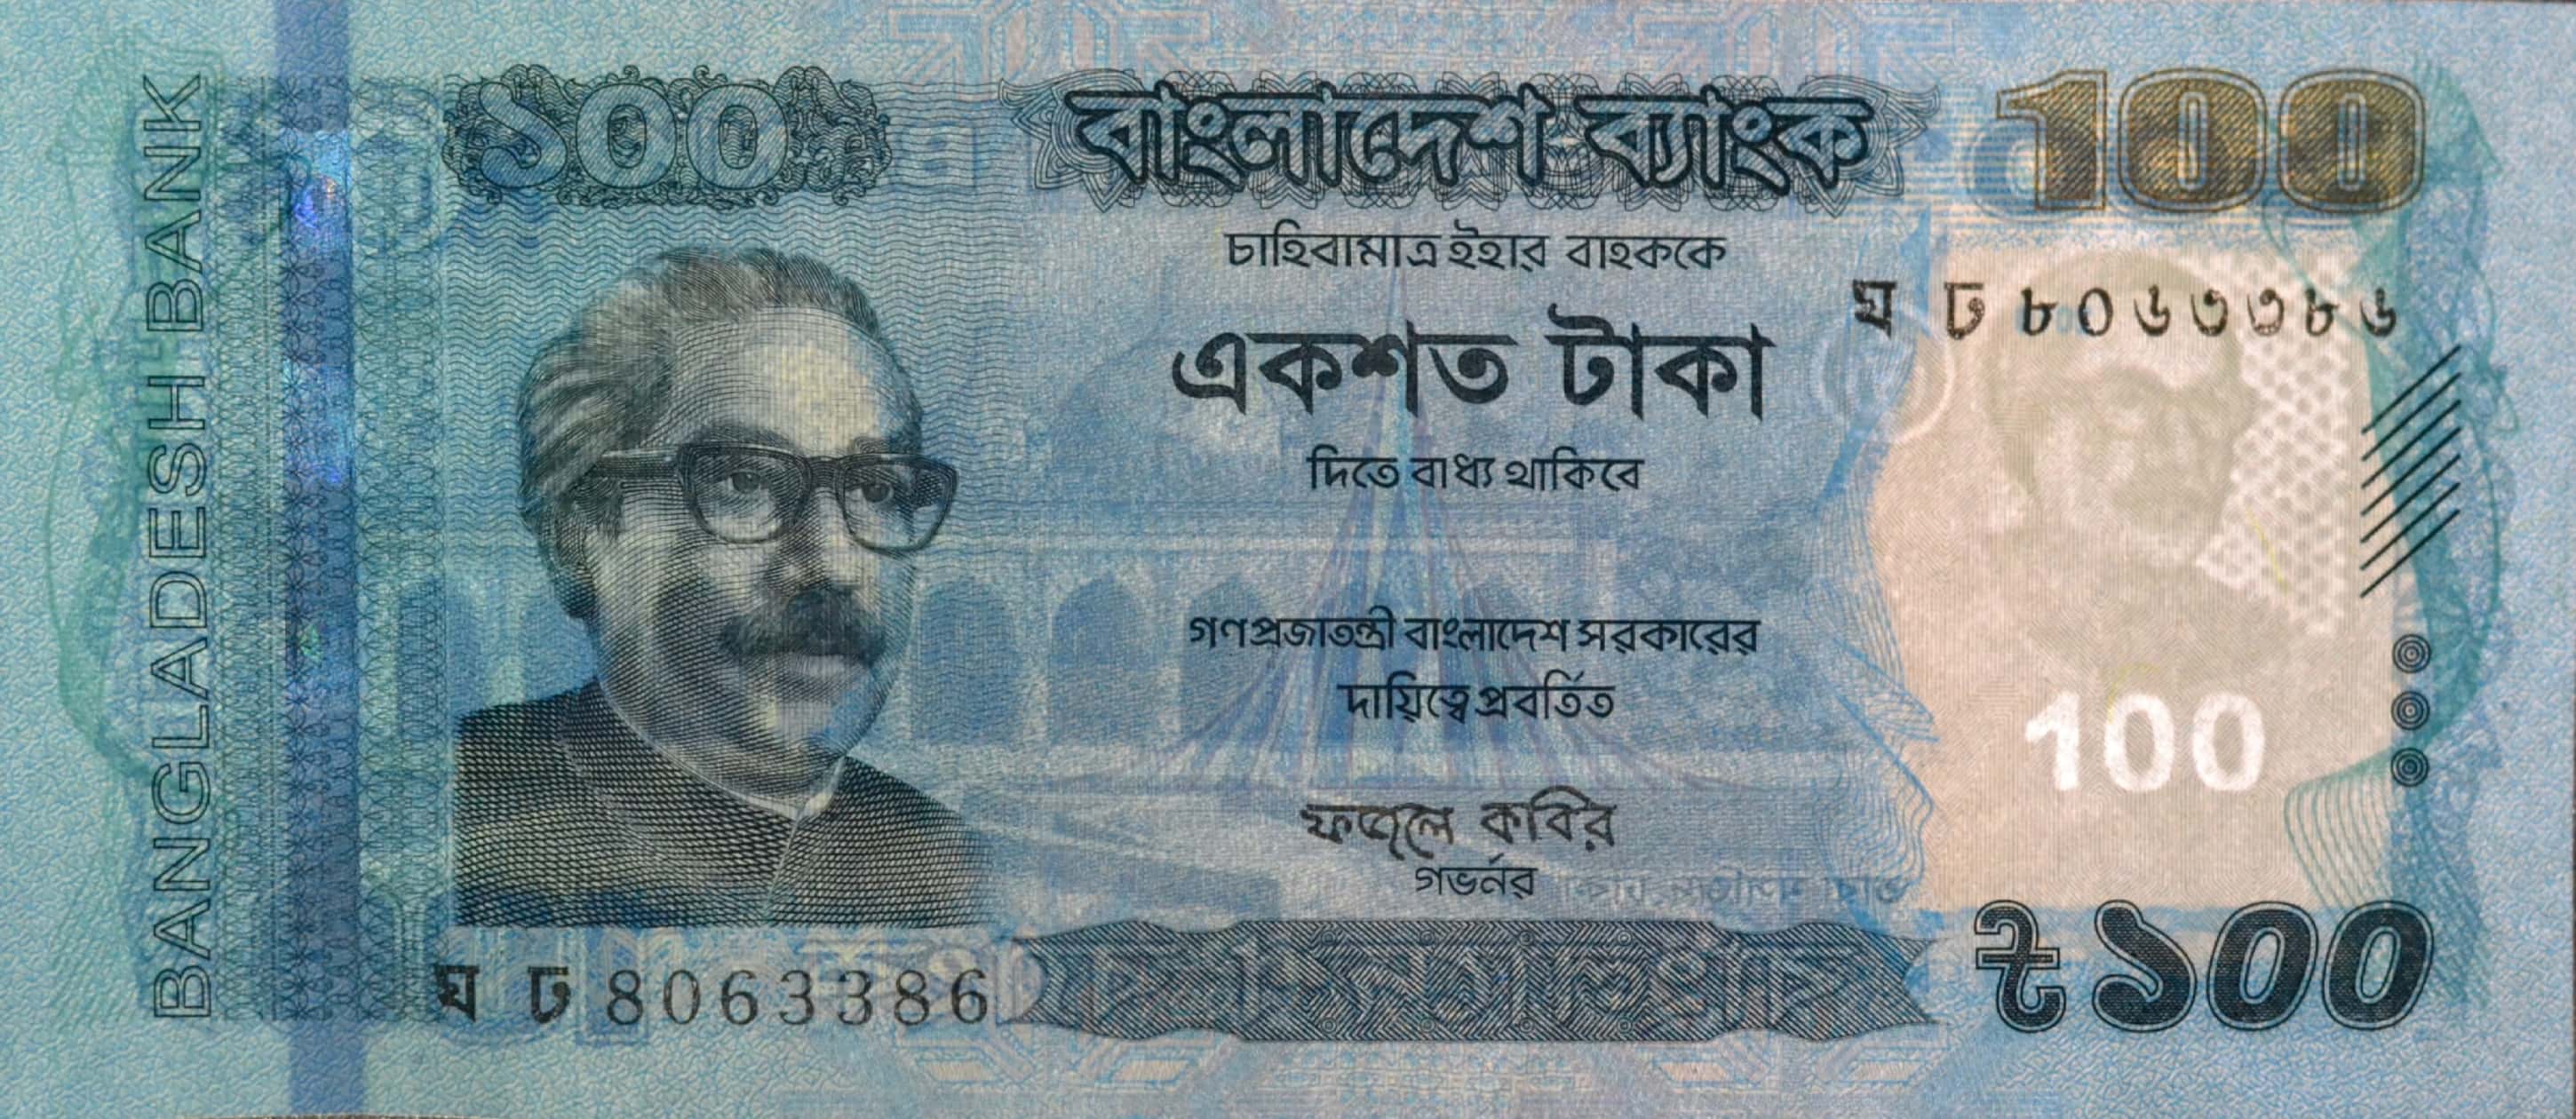 BANGLADESH BANK
১০০
বাংলাদেশ ব্যাংক
100
চাহিবামাত্র ইহার বাহককে
ঘ ঢ ৮০৬৩৩৮৬
একশত টাকা
দিতে বাধ্য থাকিবে
গণপ্রজাতন্ত্রী বাংলাদেশ সরকারের
দায়িত্বে প্রবর্তিত
100
ফজলে কবির
গভর্নর
ঘ ঢ 8063386
৳১০০